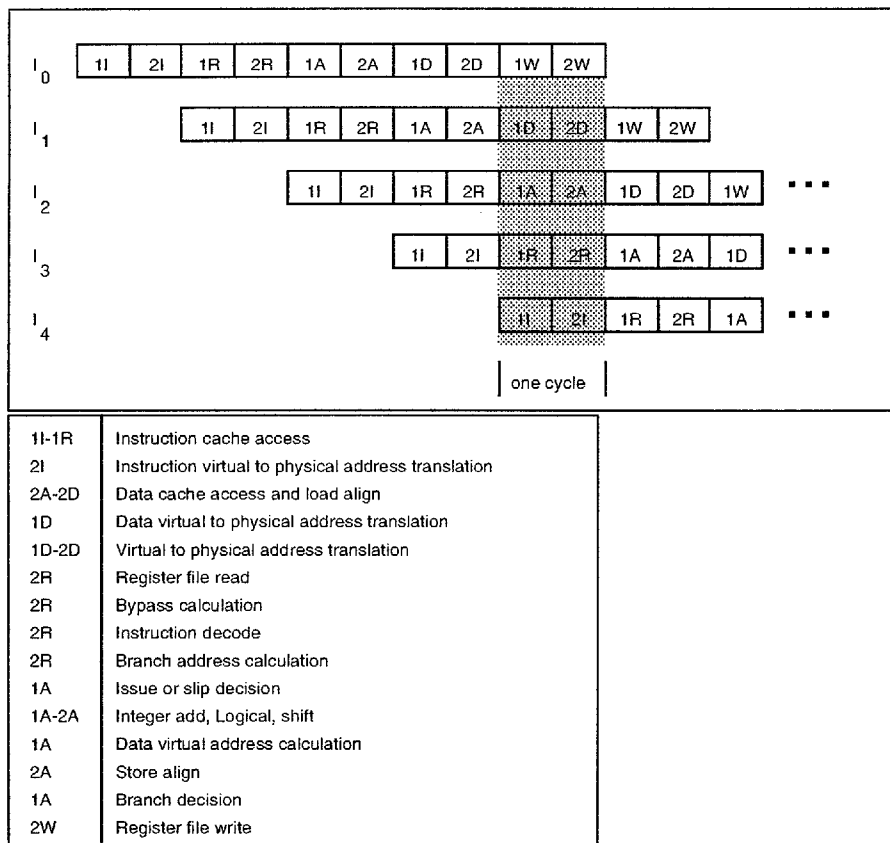 I0 1I 2I 1R 2R 1A 2A 1D 2D 1W 2W
I1 1I 2I 1R 2R 1A 2A 1D 2D 1W 2W
I2 1I 2I 1R 2R 1A 2A 1D 2D 1W ...
I3 1I 2I 1R 2R 1A 2A 1D ...
I4 1I 2I 1R 2R 1A ...
one cycle
1I-1R Instruction cache access
2I Instruction virtual to physical address translation
2A-2D Data cache access and load align
1D Data virtual to physical address translation
1D-2D Virtual to physical address translation
2R Register file read
2R Bypass calculation
2R Instruction decode
2R Branch address calculation
1A Issue or slip decision
1A-2A Integer add, Logical, shift
1A Data virtual address calculation
2A Store align
1A Branch decision
2W Register file write